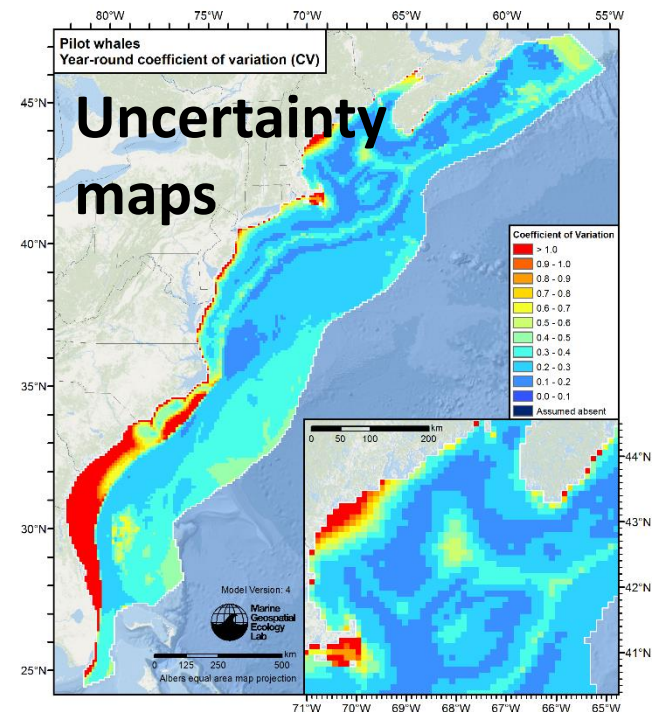 80°W 75°W 70°W 65°W 60°W 55°W
Pilot whales
Year-round coefficient of variation (CV)
Uncertainty
maps
45°N
40°N
35°N
30°N
25°N
Coefficient of Variation
> 1.0
0.9 - 1.0
0.8 - 0.9
0.7 - 0.8
0.6 - 0.7
0.5 - 0.6
0.4 - 0.5
0.3 - 0.4
0.2 - 0.3
0.1 - 0.2
0.0 - 0.1
Assumed absent
km
0 50 100 200
44°N
43°N
42°N
41°N
Model Version: 4
Marine
Geospatial
Ecology
Lab
km
0 125 250 500
Albers equal area map projection
71°W 70°W 69°W 68°W 67°W 66°W 65°W